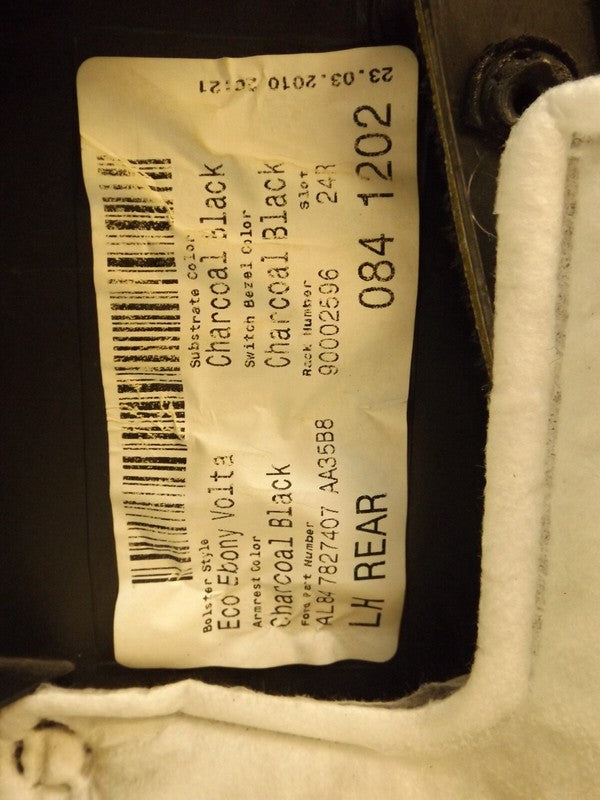 Bolster Style
Substrate Color
Eco Ebony Volta
Charcoal Black
Armrest Color
Switch Bezel Color
Charcoal Black
Charcoal Black
Ford Part Number
Rack Number
Slot
AL847827407 AA35B8
90002596
24R
LH REAR
084 1202
23.03.2010 20:21